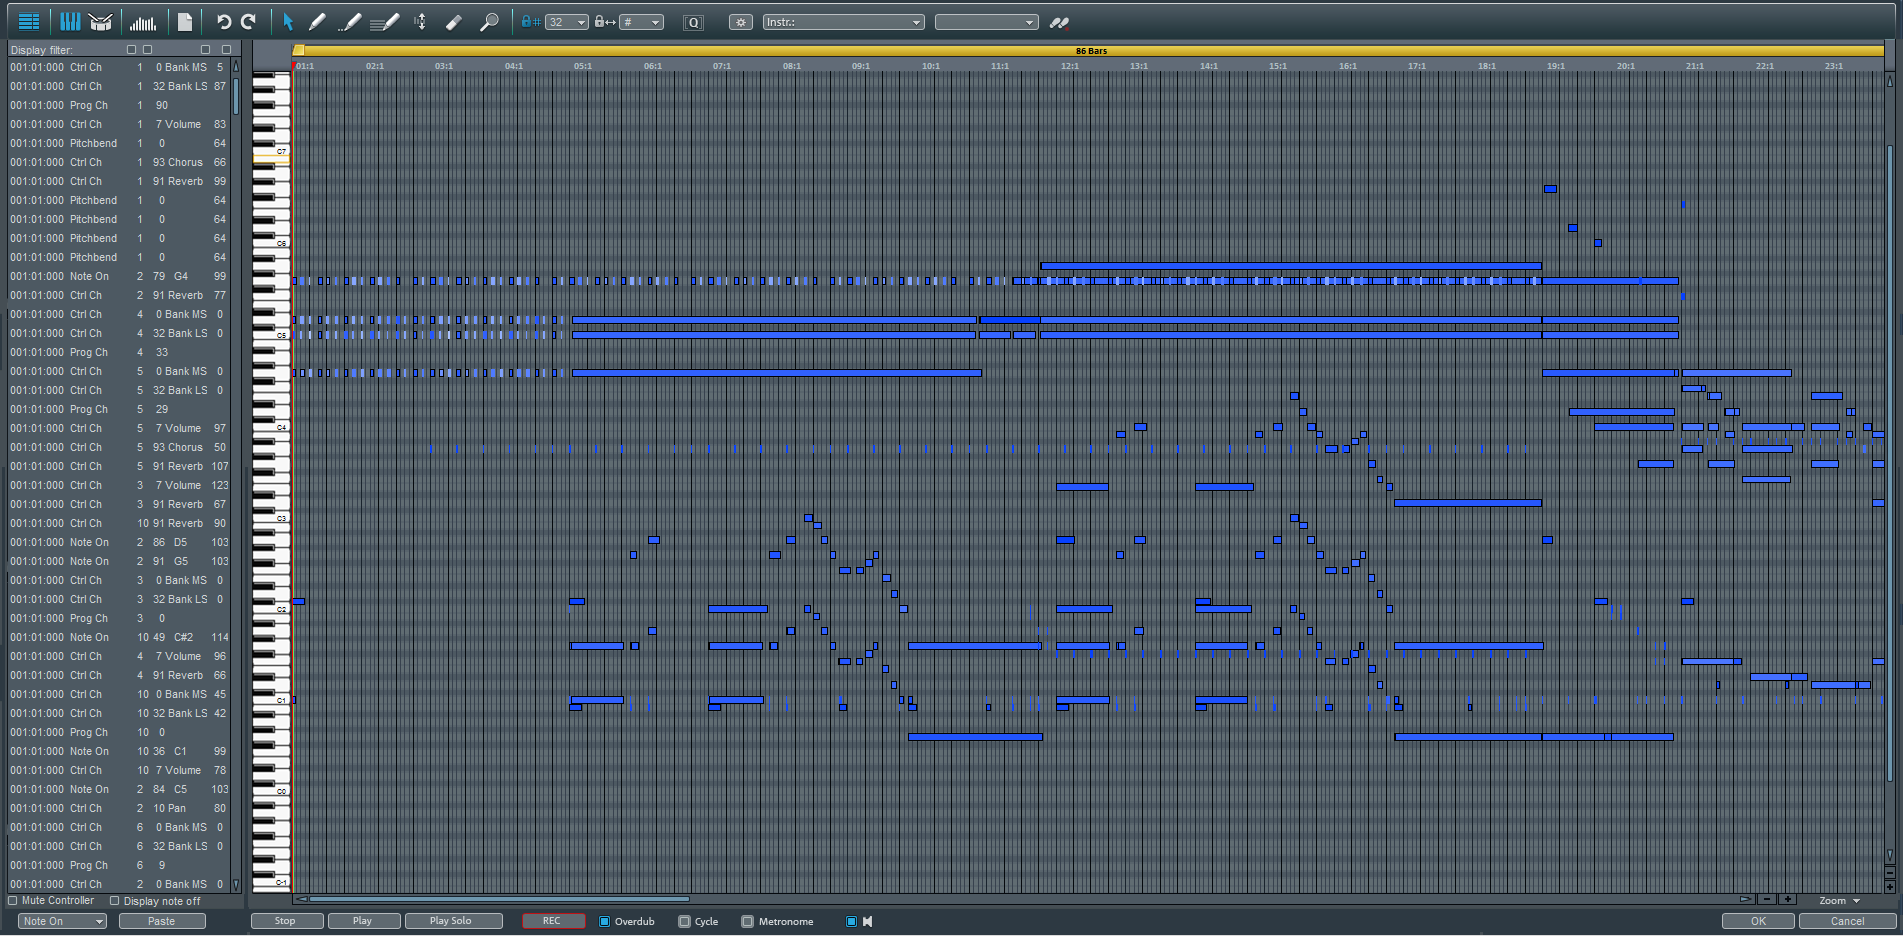 32 # Q Instr.:
Display filter:
86 Bars
01:1 02:1 03:1 04:1 05:1 06:1 07:1 08:1 09:1 10:1 11:1 12:1 13:1 14:1 15:1 16:1 17:1 18:1 19:1 20:1 21:1 22:1 23:1
001:01:000 Ctrl Ch 1 0 Bank MS 5
001:01:000 Ctrl Ch 1 32 Bank LS 87
001:01:000 Prog Ch 1 90
001:01:000 Ctrl Ch 1 7 Volume 83
001:01:000 Pitchbend 1 0 64
001:01:000 Ctrl Ch 1 93 Chorus 66
001:01:000 Ctrl Ch 1 91 Reverb 99
001:01:000 Pitchbend 1 0 64
001:01:000 Pitchbend 1 0 64
001:01:000 Pitchbend 1 0 64
001:01:000 Pitchbend 1 0 64
001:01:000 Note On 2 79 G4 99
001:01:000 Ctrl Ch 2 91 Reverb 77
001:01:000 Ctrl Ch 4 0 Bank MS 0
001:01:000 Ctrl Ch 4 32 Bank LS 0
001:01:000 Prog Ch 4 33
001:01:000 Ctrl Ch 5 0 Bank MS 0
001:01:000 Ctrl Ch 5 32 Bank LS 0
001:01:000 Prog Ch 5 29
001:01:000 Ctrl Ch 5 7 Volume 97
001:01:000 Ctrl Ch 5 93 Chorus 50
001:01:000 Ctrl Ch 5 91 Reverb 107
001:01:000 Ctrl Ch 3 7 Volume 123
001:01:000 Ctrl Ch 3 91 Reverb 67
001:01:000 Ctrl Ch 10 91 Reverb 90
001:01:000 Note On 2 86 D5 103
001:01:000 Note On 2 91 G5 103
001:01:000 Ctrl Ch 3 0 Bank MS 0
001:01:000 Ctrl Ch 3 32 Bank LS 0
001:01:000 Prog Ch 3 0
001:01:000 Note On 10 49 C#2 114
001:01:000 Ctrl Ch 4 7 Volume 96
001:01:000 Ctrl Ch 4 91 Reverb 66
001:01:000 Ctrl Ch 10 0 Bank MS 45
001:01:000 Ctrl Ch 10 32 Bank LS 42
001:01:000 Prog Ch 10 0
001:01:000 Note On 10 36 C1 99
001:01:000 Ctrl Ch 10 7 Volume 78
001:01:000 Note On 2 84 C5 103
001:01:000 Ctrl Ch 2 10 Pan 80
001:01:000 Ctrl Ch 6 0 Bank MS 0
001:01:000 Ctrl Ch 6 32 Bank LS 0
001:01:000 Prog Ch 6 9
001:01:000 Ctrl Ch 2 0 Bank MS 0
C7
C6
C5
C4
C3
C2
C1
C0
C-1
Mute Controller Display note off
Zoom
Note On Paste Stop Play Play Solo REC Overdub Cycle Metronome OK Cancel